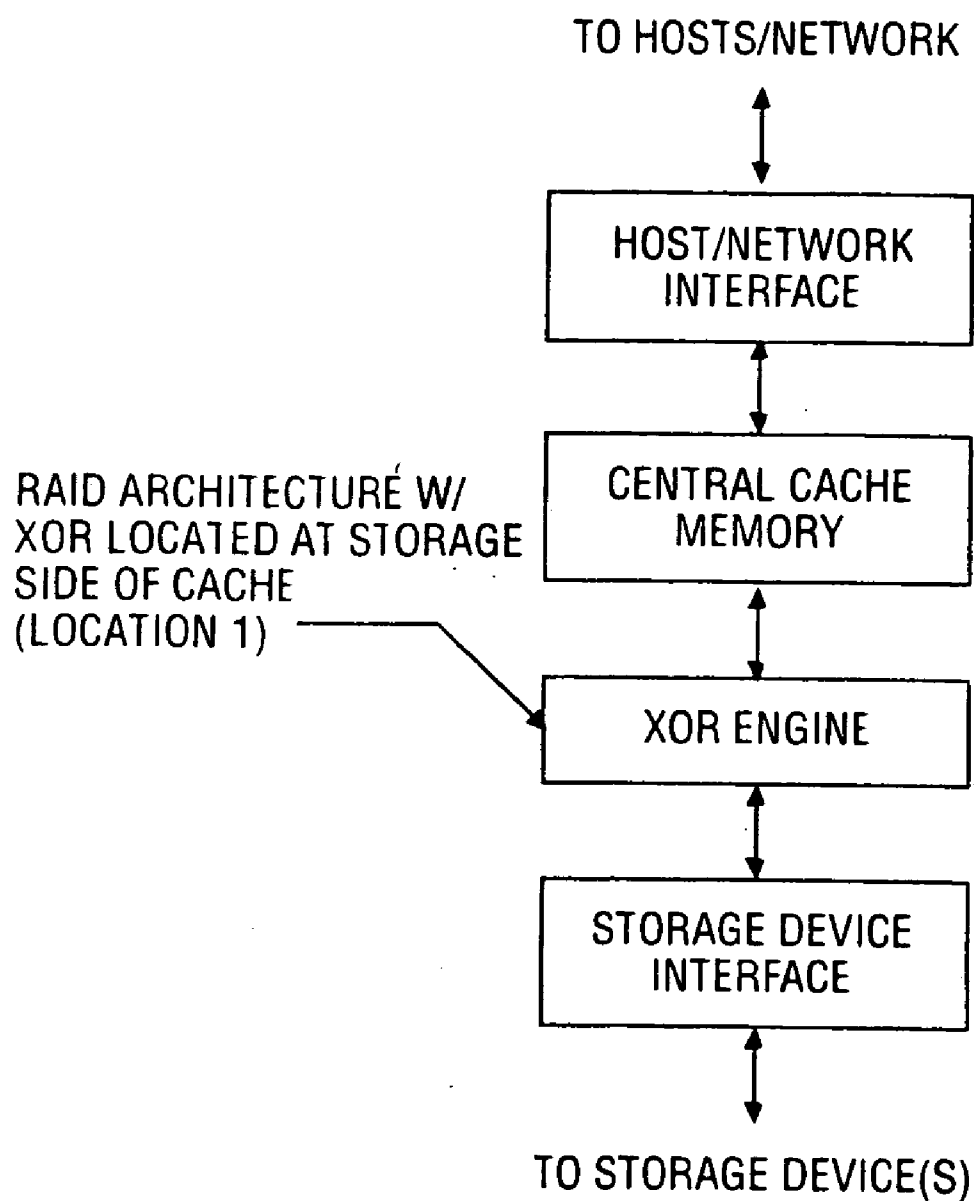 TO HOSTS/NETWORK
HOST/NETWORK
INTERFACE
CENTRAL CACHE
MEMORY
RAID ARCHITECTURE W/
XOR LOCATED AT STORAGE
SIDE OF CACHE
(LOCATION 1)
XOR ENGINE
STORAGE DEVICE
INTERFACE
TO STORAGE DEVICE(S)